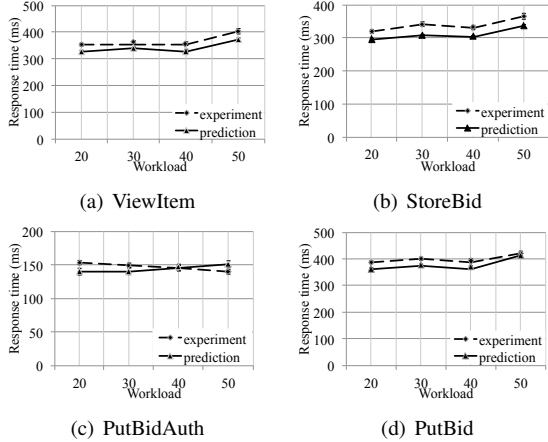 Response time (ms)
500
400
300
200
100
0
experiment
prediction
20 30 40 50
Workload
(a) ViewItem
Response time (ms)
400
300
200
100
0
experiment
prediction
20 30 40 50
Workload
(b) StoreBid
Response time (ms)
200
150
100
50
0
experiment
prediction
20 30 40 50
Workload
(c) PutBidAuth
Response time (ms)
500
400
300
200
100
0
experiment
prediction
20 30 40 50
Workload
(d) PutBid